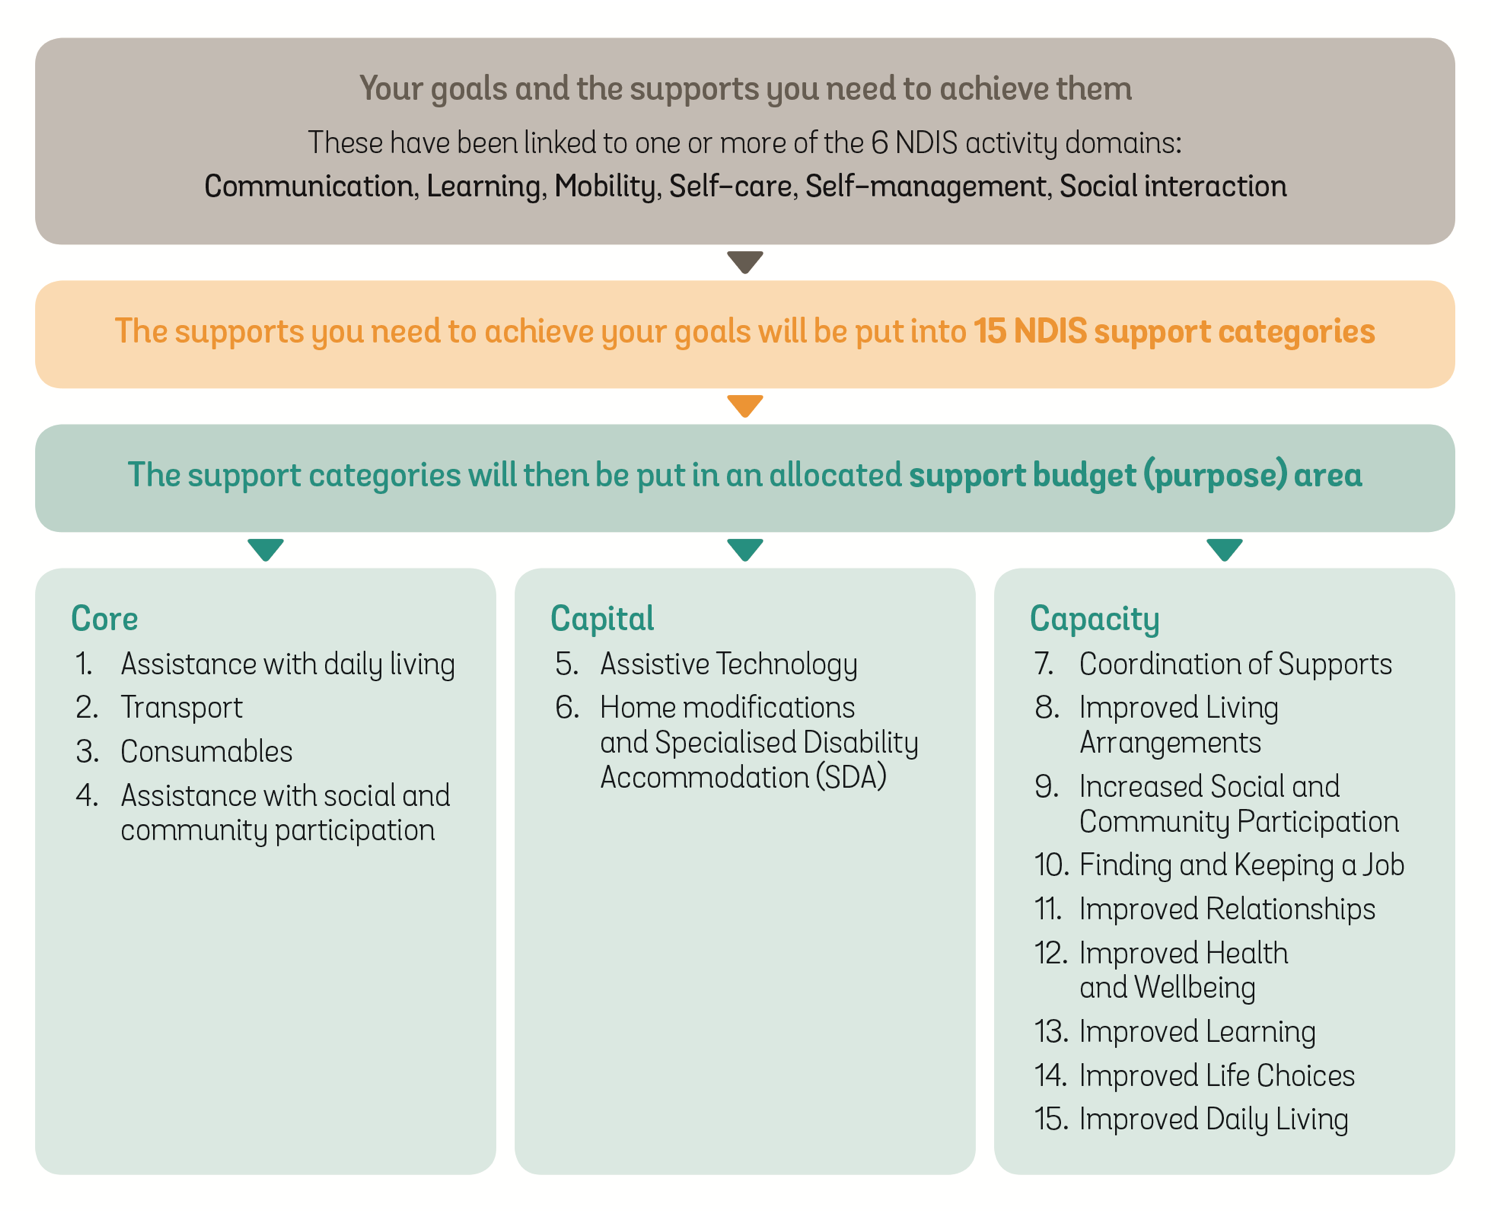 Your goals and the supports you need to achieve them
These have been linked to one or more of the 6 NDIS activity domains:
Communication, Learning, Mobility, Self-care, Self-management, Social interaction
The supports you need to achieve your goals will be put into 15 NDIS support categories
The support categories will then be put in an allocated support budget (purpose) area
Core
1. Assistance with daily living
2. Transport
3. Consumables
4. Assistance with social and
community participation
Capital
5. Assistive Technology
6. Home modifications
and Specialised Disability
Accommodation (SDA)
Capacity
7. Coordination of Supports
8. Improved Living
Arrangements
9. Increased Social and
Community Participation
10. Finding and Keeping a Job
11. Improved Relationships
12. Improved Health
and Wellbeing
13. Improved Learning
14. Improved Life Choices
15. Improved Daily Living